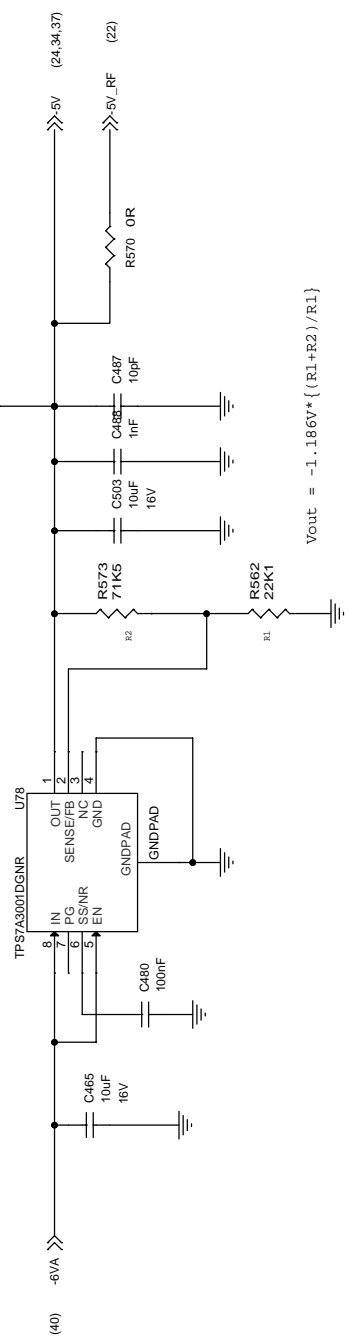 (40)
-6VA
C465
10uF
16V
C480
100nF
TPS7A3001DGNR
U78
8
7
6
5
IN
PG
SS/NR
EN
OUT
SENSE/FB
NC
GND
GNDPAD
1
2
3
4
GNDPAD
R573
71K5
R2
R562
22K1
R1
C503
10uF
16V
C488
1nF
C487
10pF
R570 0R
-5V
(24,34,37)
-5V_RF
(22)
Vout = -1.186V*{(R1+R2)/R1}